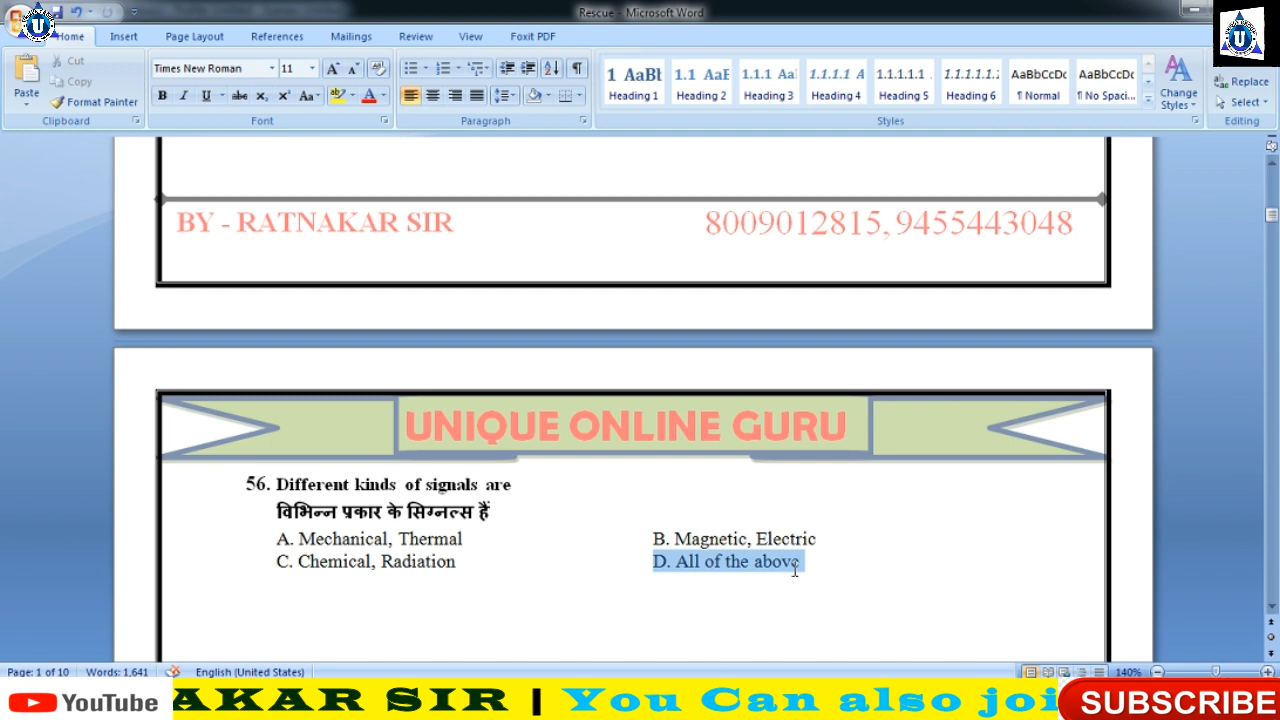 Rescue - Microsoft Word
Home Insert Page Layout References Mailings Review View Foxit PDF
Paste Cut Copy Format Painter
Times New Roman 11
1 AaBb 1.1 AaE 1.1.1 Aa 1.1.1.1 A 1.1.1.1.1 1.1.1.1.1. AaBbCcDc AaBbCcDc
Heading 1 Heading 2 Heading 3 Heading 4 Heading 5 Heading 6 ¶ Normal ¶ No Spaci...
Change Styles Replace Select
Clipboard Font Paragraph Styles Editing
BY - RATNAKAR SIR 8009012815, 9455443048
UNIQUE ONLINE GURU
56. Different kinds of signals are
विभिन्न प्रकार के सिग्नल्स हैं
A. Mechanical, Thermal B. Magnetic, Electric
C. Chemical, Radiation D. All of the above
Page: 1 of 10 Words: 1,641 English (United States) 140%
YouTube AKAR SIR | You Can also joi SUBSCRIBE